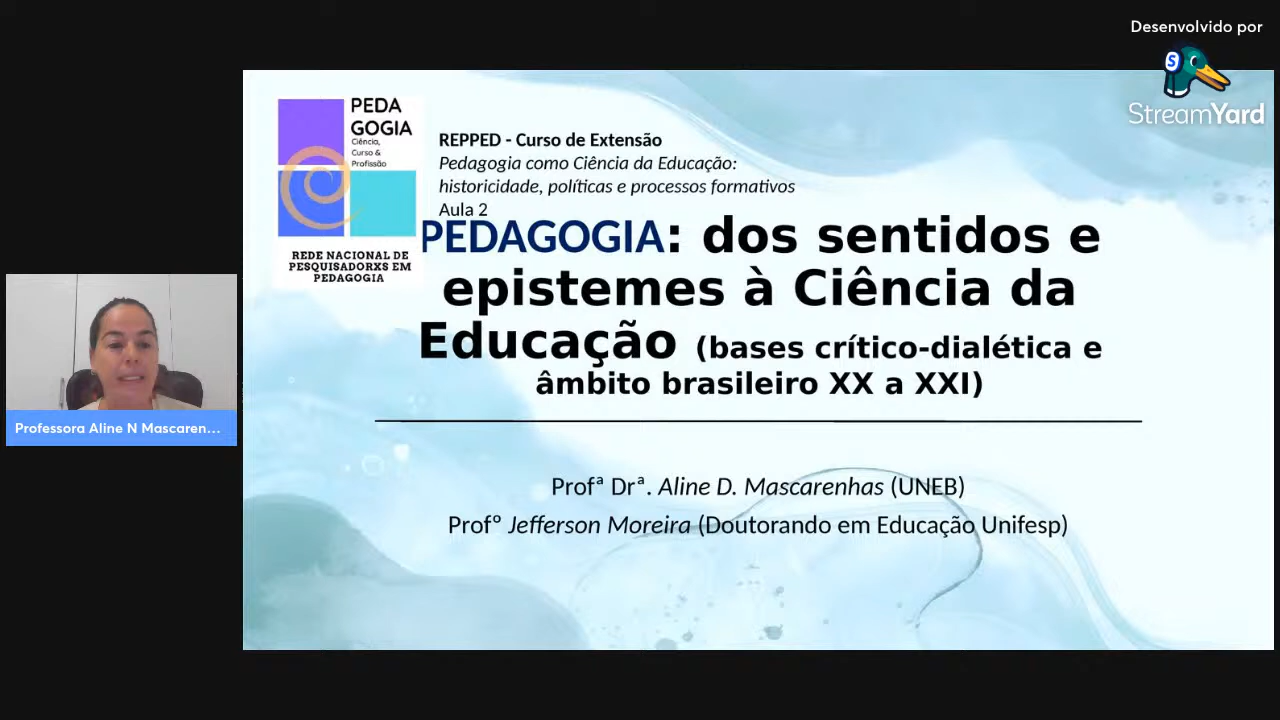 Desenvolvido por
StreamYard
PEDA
GOGIA
Ciência,
Curso &
Profissão
REDE NACIONAL DE
PESQUISADORXS EM
PEDAGOGIA
REPPED - Curso de Extensão
Pedagogia como Ciência da Educação:
historicidade, políticas e processos formativos
Aula 2
PEDAGOGIA: dos sentidos e
epistemes à Ciência da
Educação (bases crítico-dialética e
âmbito brasileiro XX a XXI)
Profª Drª. Aline D. Mascarenhas (UNEB)
Profº Jefferson Moreira (Doutorando em Educação Unifesp)
Professora Aline N Mascaren...